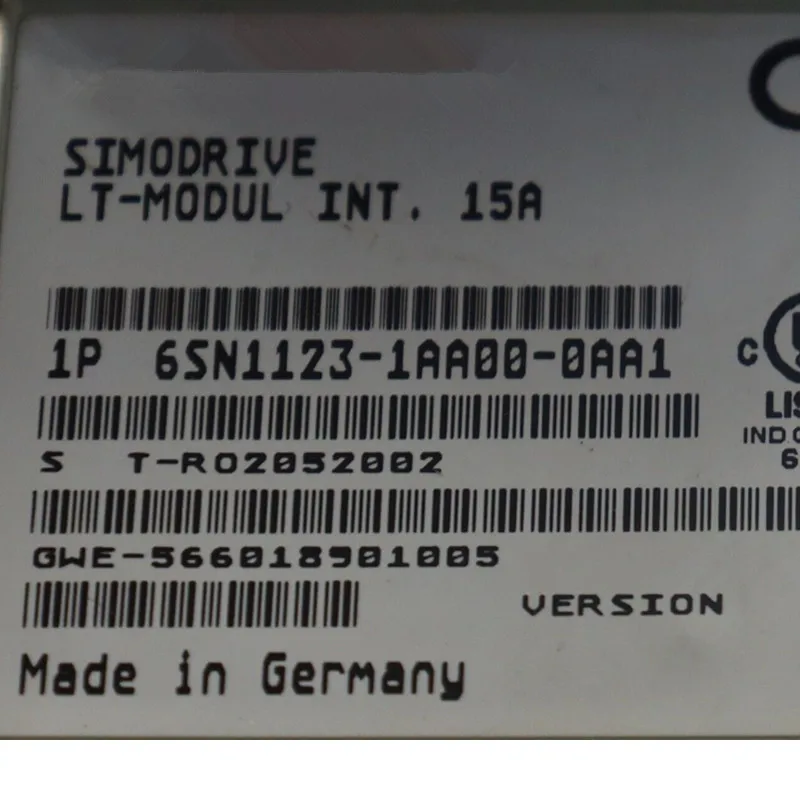 SIMODRIVE
LT-MODUL INT. 15A
1P 6SN1123-1AA00-0AA1
C
S T-R02052002
GWE-566018901005
VERSION
Made in Germany